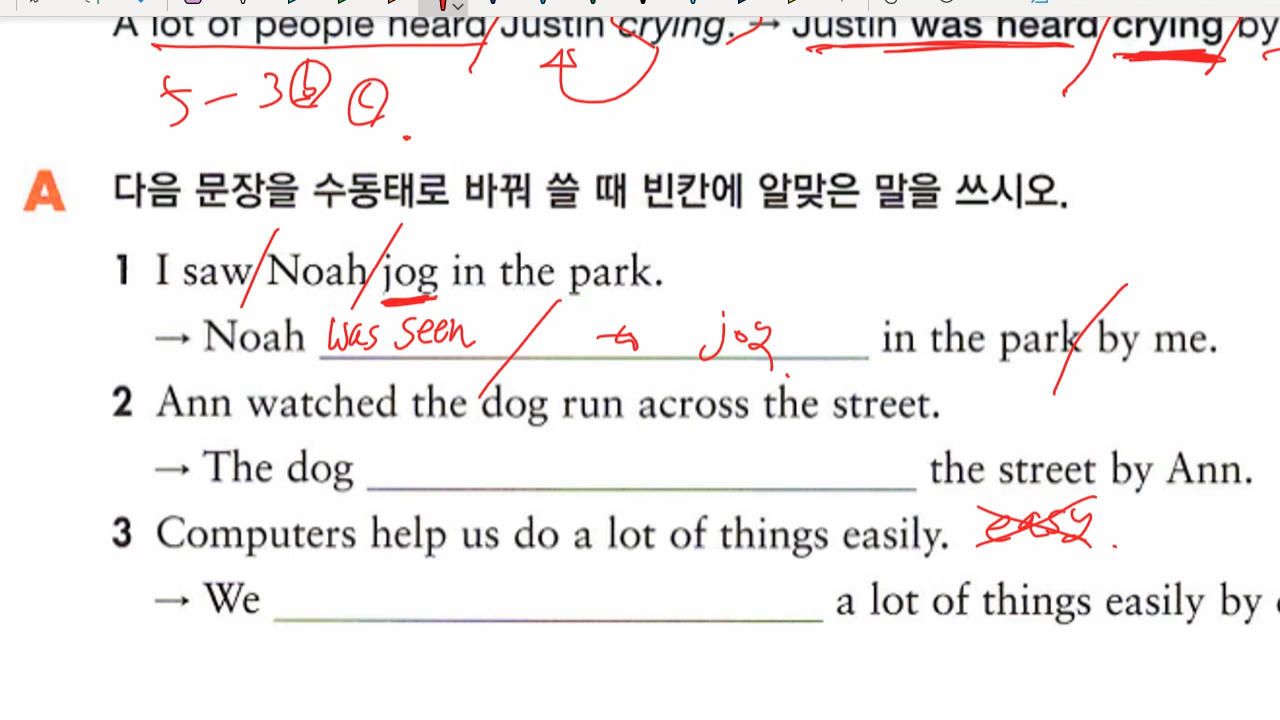 A lot of people heard Justin crying. → Justin was heard crying by
5 - 3 ⓑ ⓒ.
A 다음 문장을 수동태로 바꿔 쓸 때 빈칸에 알맞은 말을 쓰시오.
1 I saw Noah jog in the park.
→ Noah was seen to jog in the park by me.
2 Ann watched the dog run across the street.
→ The dog ____ the street by Ann.
3 Computers help us do a lot of things easily. easy.
→ We ____ a lot of things easily by